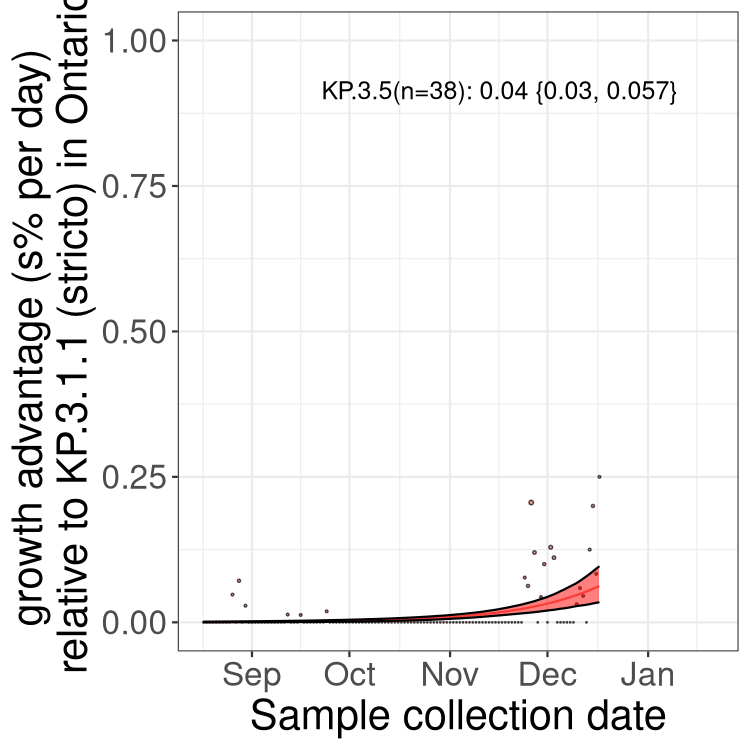 growth advantage (s% per day)
relative to KP.3.1.1 (stricto) in Ontario
1.00
0.75
0.50
0.25
0.00
KP.3.5(n=38): 0.04 {0.03, 0.057}
Sep Oct Nov Dec Jan
Sample collection date